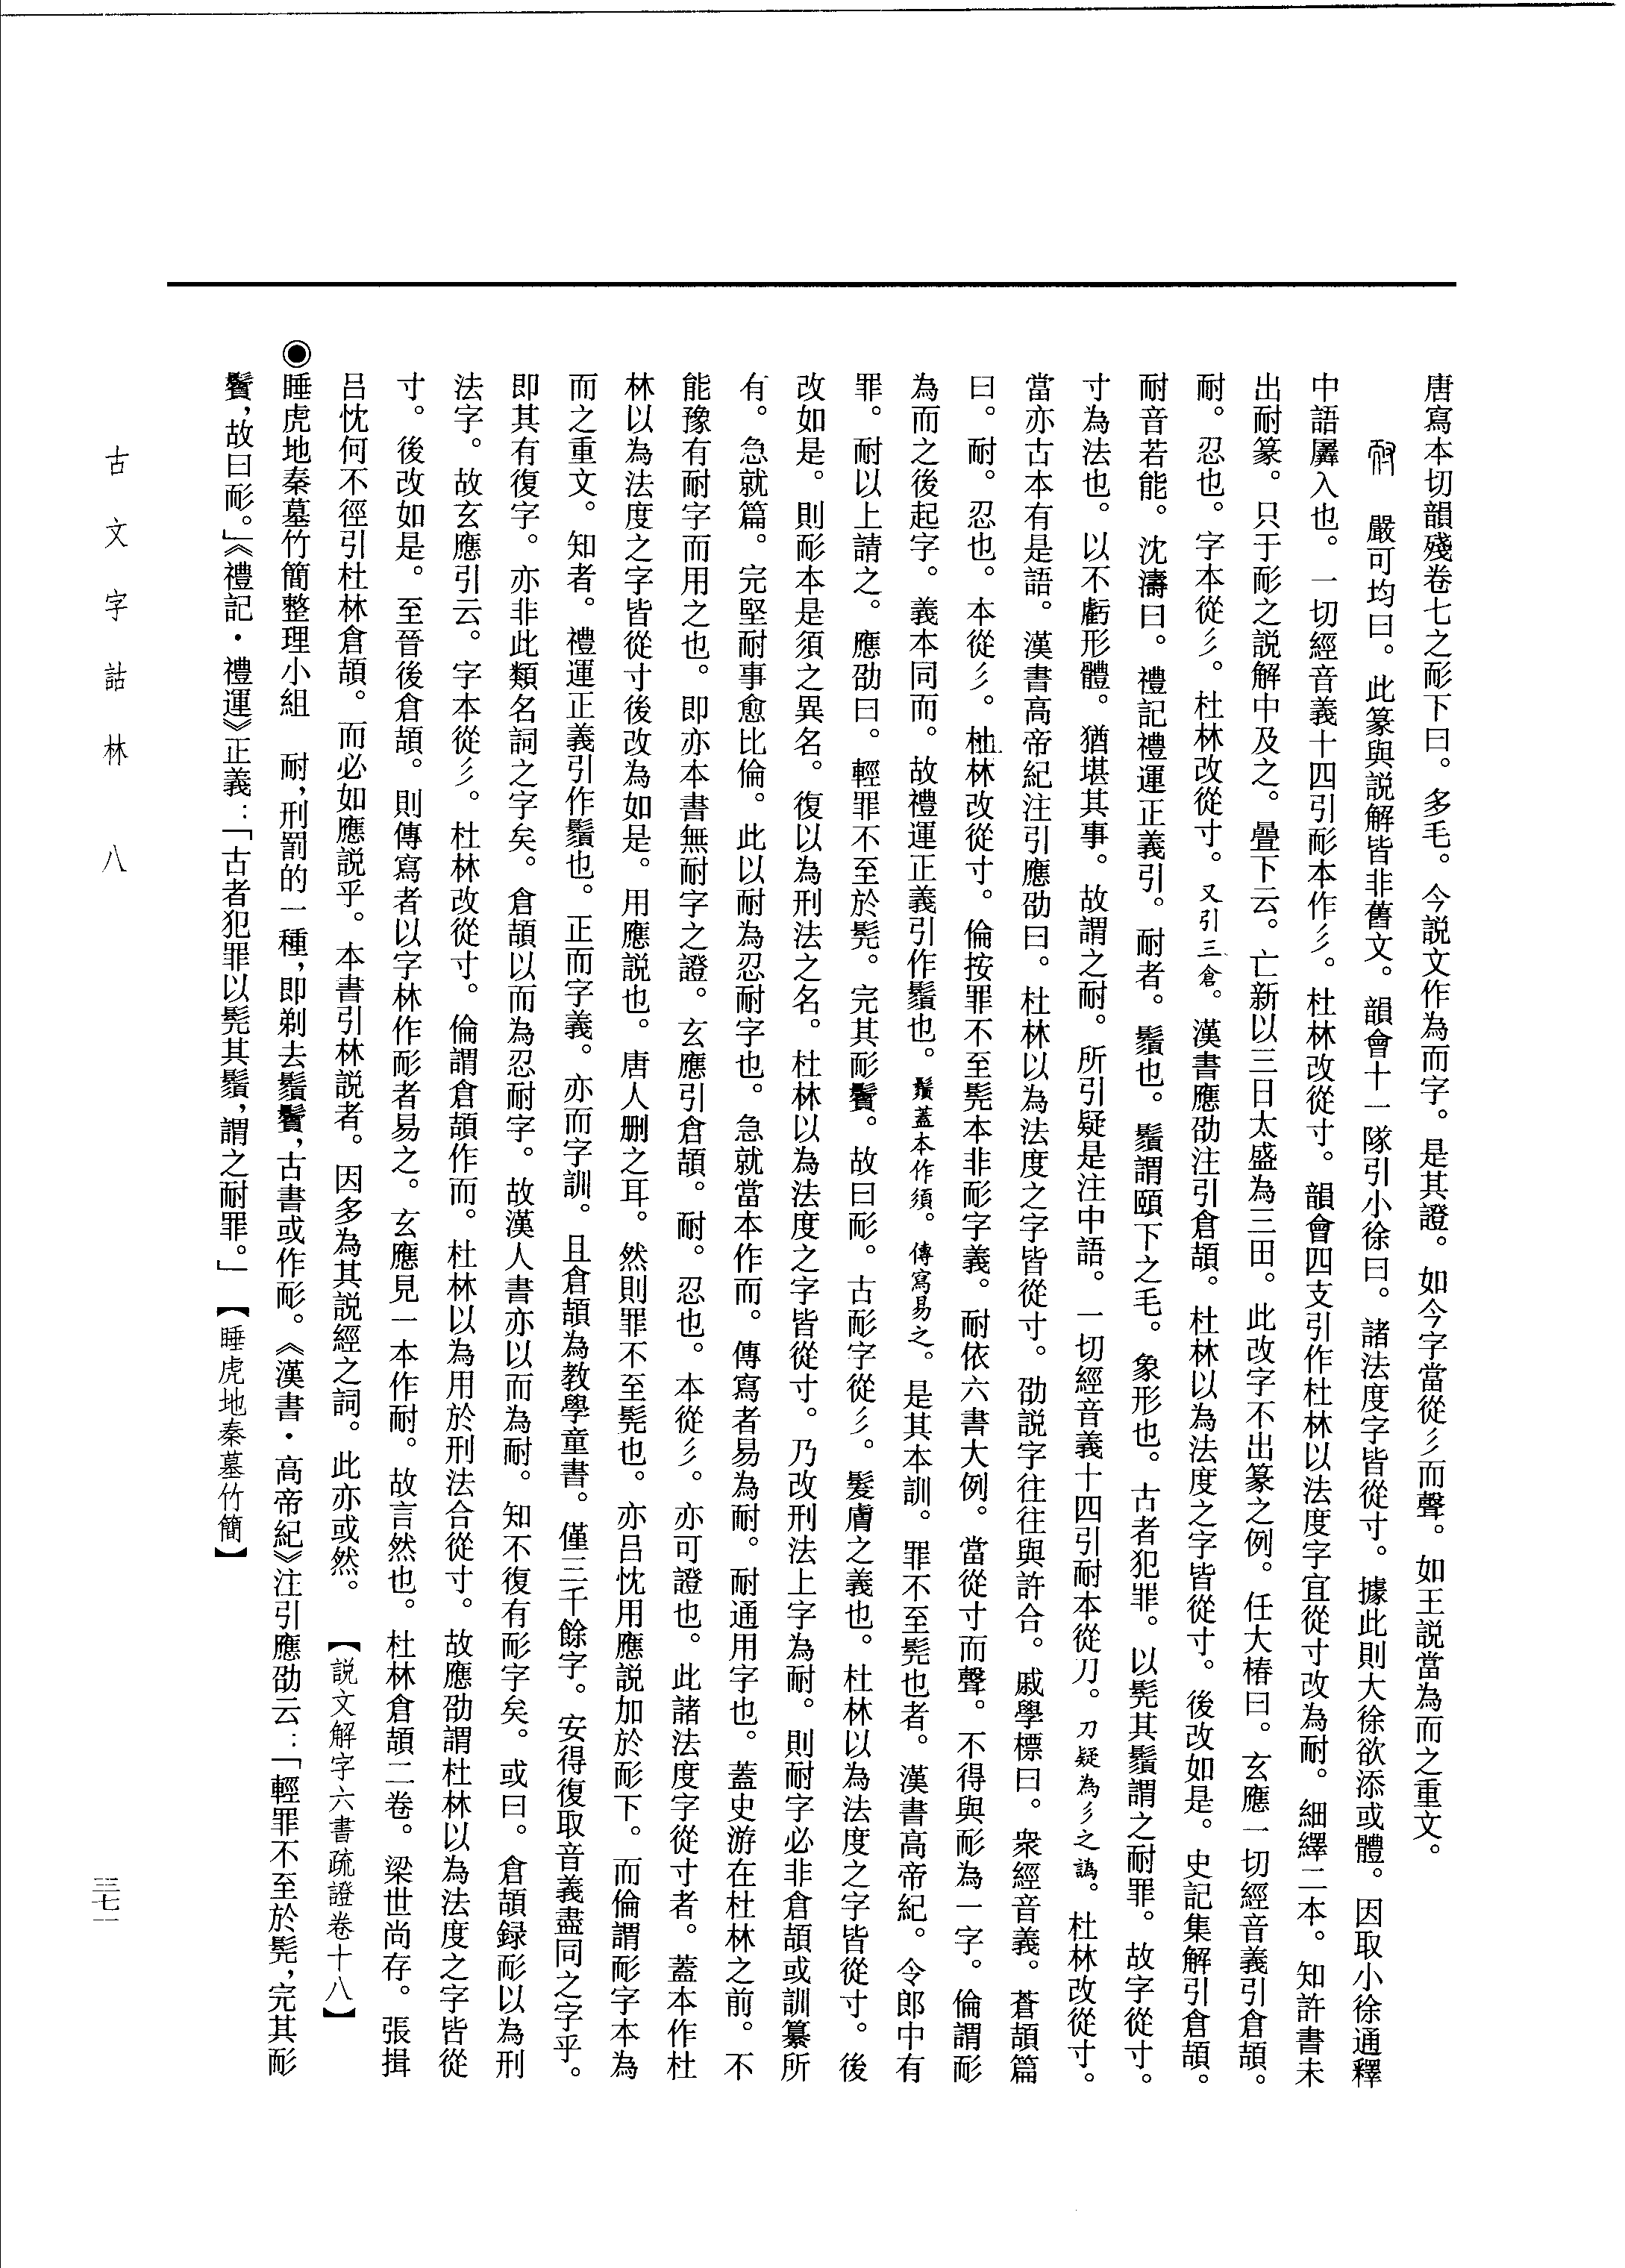 唐寫本切韻殘卷七之耏下曰。多毛。今説文作為而字。是其證。如今字當從彡而聲。如王説當為而之重文。
嚴可均曰。此篆與説解皆非舊文。韻會十一隊引小徐曰。諸法度字皆從寸。據此則大徐欲添或體。因取小徐通釋
中語羼入也。一切經音義十四引耏本作彡。杜林改從寸。韻會四支引作杜林以法度字宜從寸改為耐。細繹二本。知許書未
出耐篆。只于耏之説解中及之。曡下云。亡新以三日太盛為三田。此改字不出篆之例。任大椿曰。玄應一切經音義引倉頡。
耐。忍也。字本從彡。杜林改從寸。又引三倉。漢書應劭注引倉頡。杜林以為法度之字皆從寸。後改如是。史記集解引倉頡。
耐音若能。沈濤曰。禮記禮運正義引。耐者。鬚也。鬚謂頤下之毛。象形也。古者犯罪。以髡其鬚謂之耐罪。故字從寸。
寸為法也。以不虧形體。猶堪其事。故謂之耐。所引疑是注中語。一切經音義十四引耐本從刀。刀疑為彡之譌。杜林改從寸。
當亦古本有是語。漢書高帝紀注引應劭曰。杜林以為法度之字皆從寸。劭説字往往與許合。戚學標曰。衆經音義。蒼頡篇
曰。耐。忍也。本從彡。杜林改從寸。倫按罪不至髡本非耏字義。耐依六書大例。當從寸而聲。不得與耏為一字。倫謂耏
為而之後起字。義本同而。故禮運正義引作鬚也。鬚蓋本作須。傳寫易之。是其本訓。罪不至髡也者。漢書高帝紀。令郎中有
罪。耐以上請之。應劭曰。輕罪不至於髡。完其耏鬢。故曰耏。古耏字從彡。髮膚之義也。杜林以為法度之字皆從寸。後
改如是。則耏本是須之異名。復以為刑法之名。杜林以為法度之字皆從寸。乃改刑法上字為耐。則耐字必非倉頡或訓纂所
有。急就篇。完堅耐事愈比倫。此以耐為忍耐字也。急就當本作而。傳寫者易為耐。耐通用字也。蓋史游在杜林之前。不
能豫有耐字而用之也。即亦本書無耐字之證。玄應引倉頡。耐。忍也。本從彡。亦可證也。此諸法度字從寸者。蓋本作杜
林以為法度之字皆從寸後改為如是。用應説也。唐人刪之耳。然則罪不至髡也。亦呂忱用應説加於耏下。而倫謂耏字本為
而之重文。知者。禮運正義引作鬚也。正而字義。亦而字訓。且倉頡為教學童書。僅三千餘字。安得復取音義盡同之字乎。
即其有復字。亦非此類名詞之字矣。倉頡以而為忍耐字。故漢人書亦以而為耐。知不復有耏字矣。或曰。倉頡録耏以為刑
法字。故玄應引云。字本從彡。杜林改從寸。倫謂倉頡作而。杜林以為用於刑法合從寸。故應劭謂杜林以為法度之字皆從
寸。後改如是。至晉後倉頡。則傳寫者以字林作耏者易之。玄應見一本作耐。故言然也。杜林倉頡二卷。梁世尚存。張揖
呂忱何不徑引杜林倉頡。而必如應説乎。本書引林説者。因多為其説經之詞。此亦或然。【説文解字六書疏證卷十八】
◉睡虎地秦墓竹簡整理小組　耐，刑罰的一種，即剃去鬚鬢，古書或作耏。《漢書·高帝紀》注引應劭云：「輕罪不至於髡，完其耏
鬢，故曰耏。」《禮記·禮運》正義：「古者犯罪以髡其鬚，謂之耐罪。」【睡虎地秦墓竹簡】
古文字詁林　八
三七一